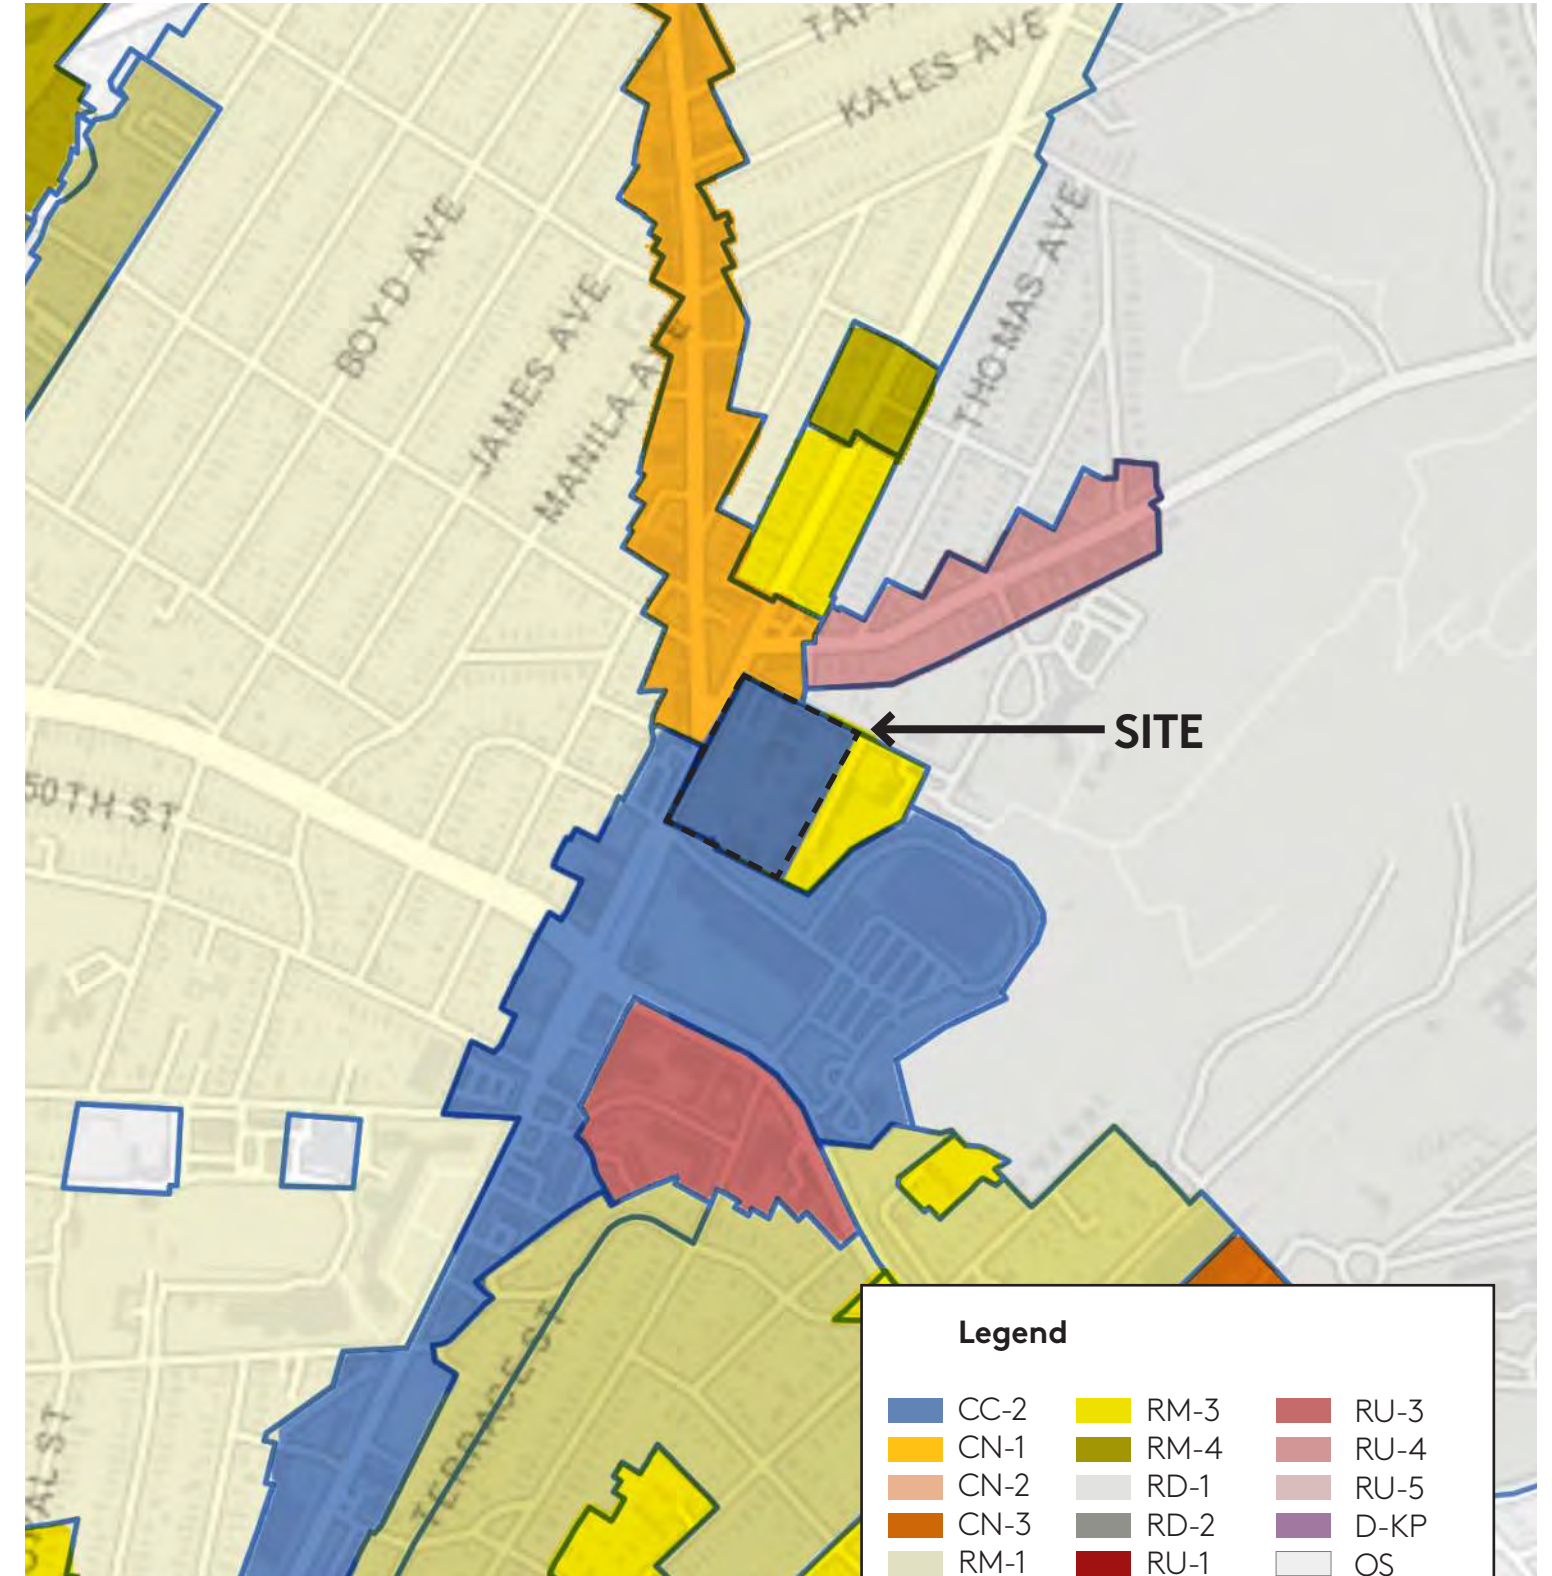 KALES AVE
BOYD AVE
JAMES AVE
MANILA AVE
THOMAS AVE
SITE
50TH ST
TERRACE ST
Legend
CC-2
CN-1
CN-2
CN-3
RM-1
RM-3
RM-4
RD-1
RD-2
RU-1
RU-3
RU-4
RU-5
D-KP
OS